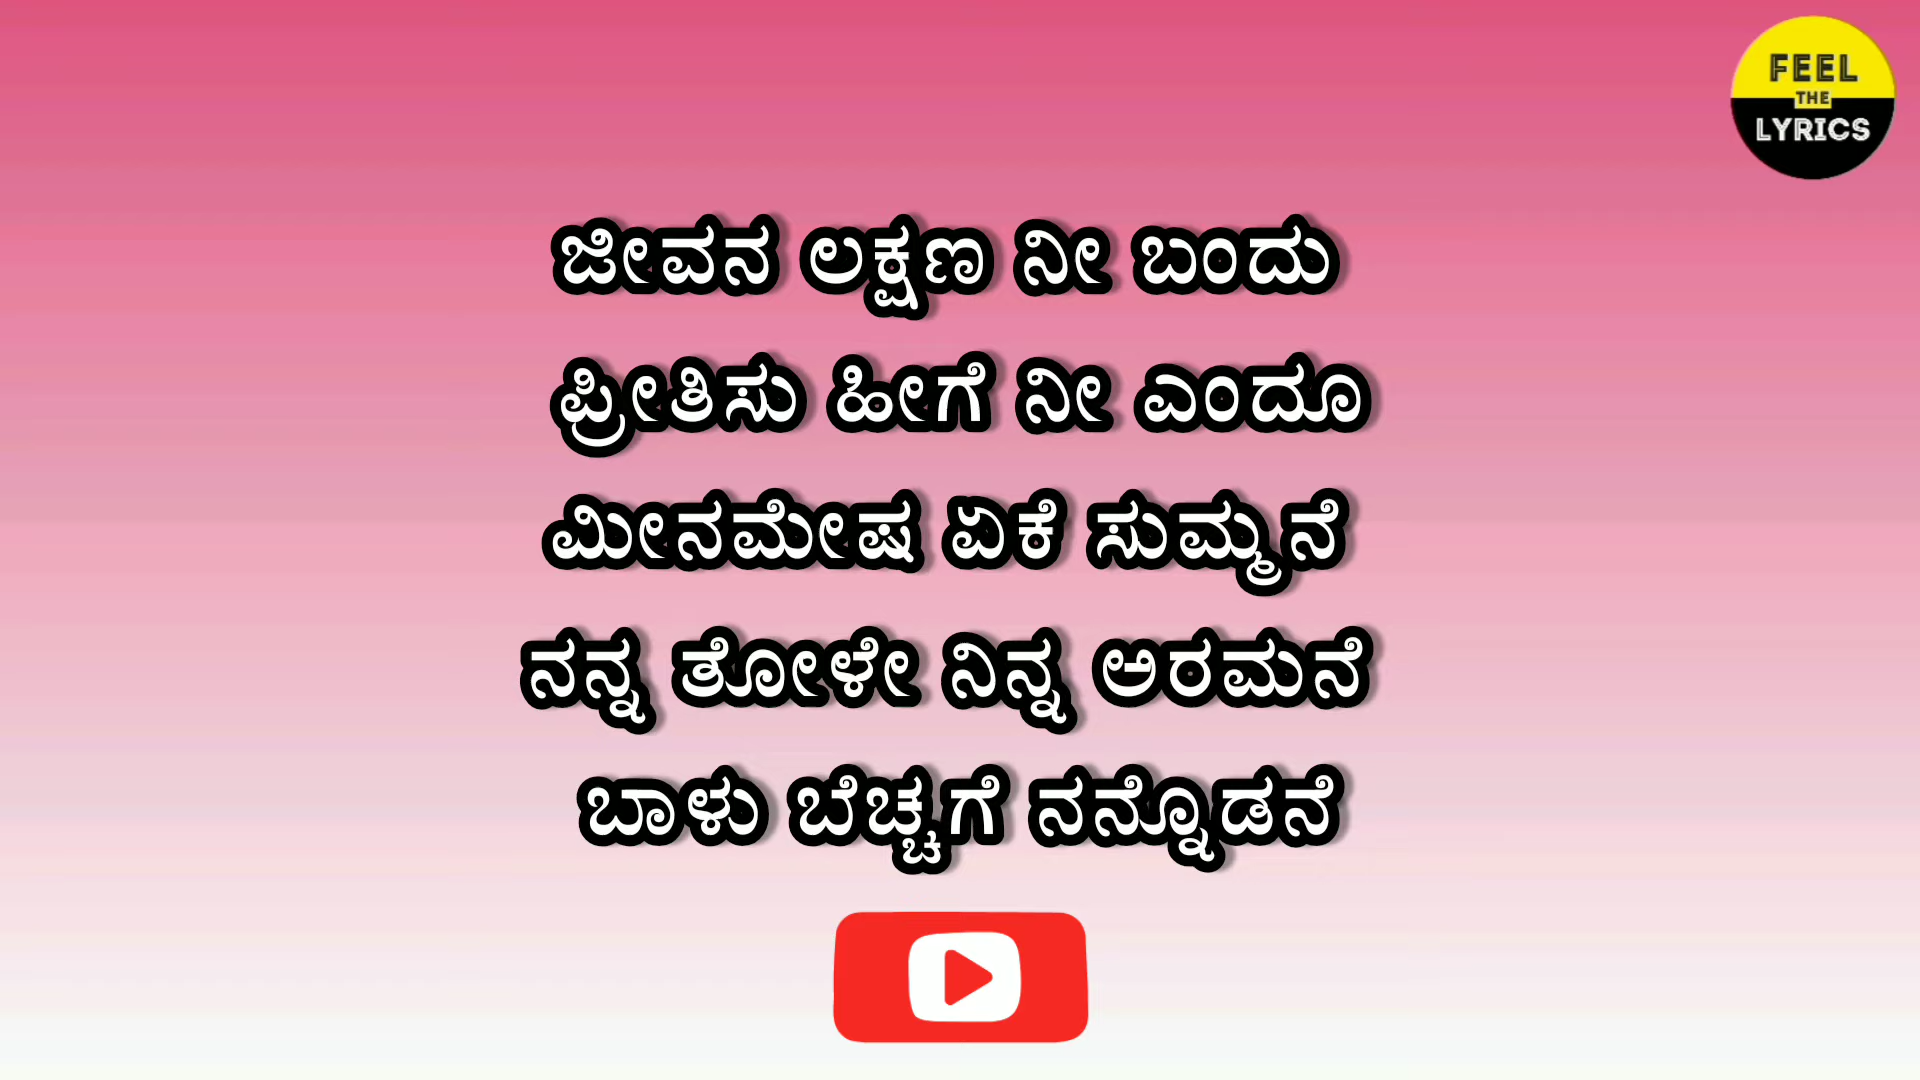 FEEL
THE
LYRICS
ಜೀವನ ಲಕ್ಷಣ ನೀ ಬಂದು
ಪ್ರೀತಿಸು ಹೀಗೆ ನೀ ಎಂದೂ
ಮೀನಮೇಷ ಏಕೆ ಸುಮ್ಮನೆ
ನನ್ನ ತೋಳೇ ನಿನ್ನ ಅರಮನೆ
ಬಾಳು ಬೆಚ್ಚಗೆ ನನ್ನೊಡನೆ